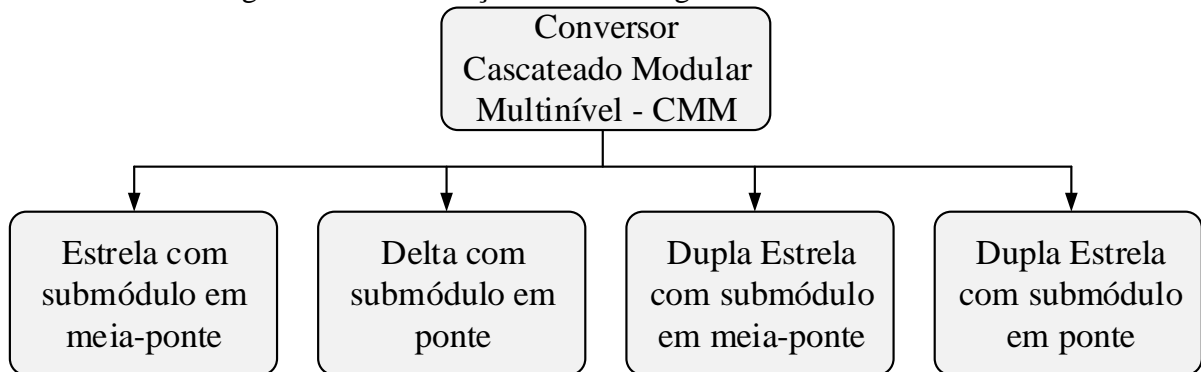 Conversor
Cascateado Modular
Multinível - CMM
Estrela com
submódulo em
meia-ponte
Delta com
submódulo em
ponte
Dupla Estrela
com submódulo
em meia-ponte
Dupla Estrela
com submódulo
em ponte